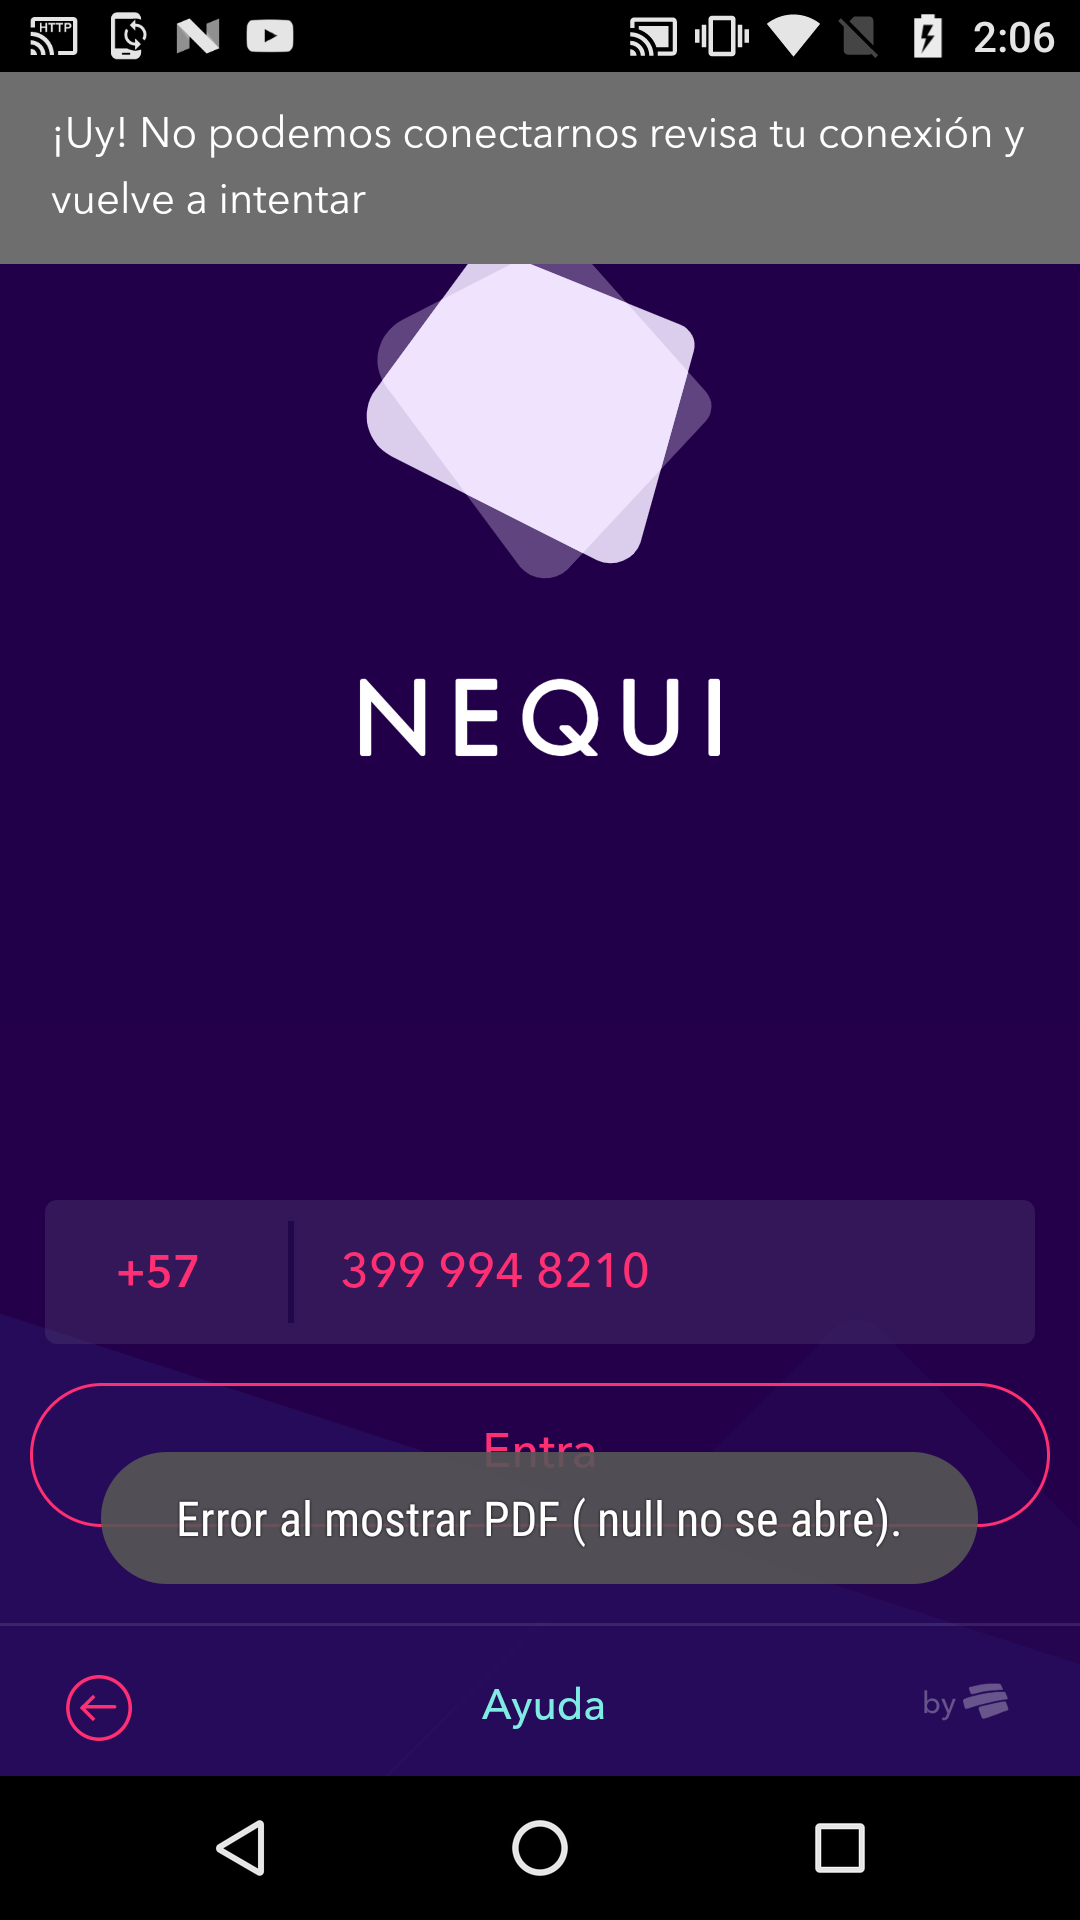 HTTP
2:06
¡Uy! No podemos conectarnos revisa tu conexión y
vuelve a intentar
NEQUI
+57
399 994 8210
Entra
Error al mostrar PDF ( null no se abre).
Ayuda
by